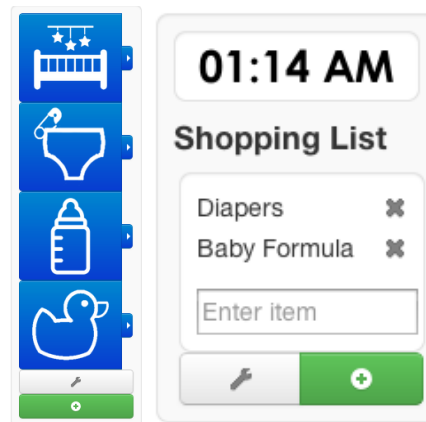 01:14 AM
Shopping List
Diapers
Baby Formula
Enter item